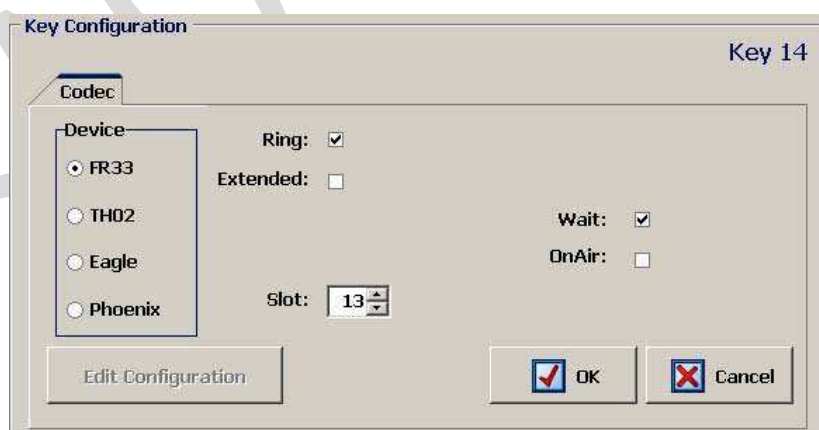 Key Configuration
Key 14
Codec
Device
FR33
TH02
Eagle
Phoenix
Ring:
Extended:
Slot: 13
Wait:
OnAir:
Edit Configuration
OK
Cancel